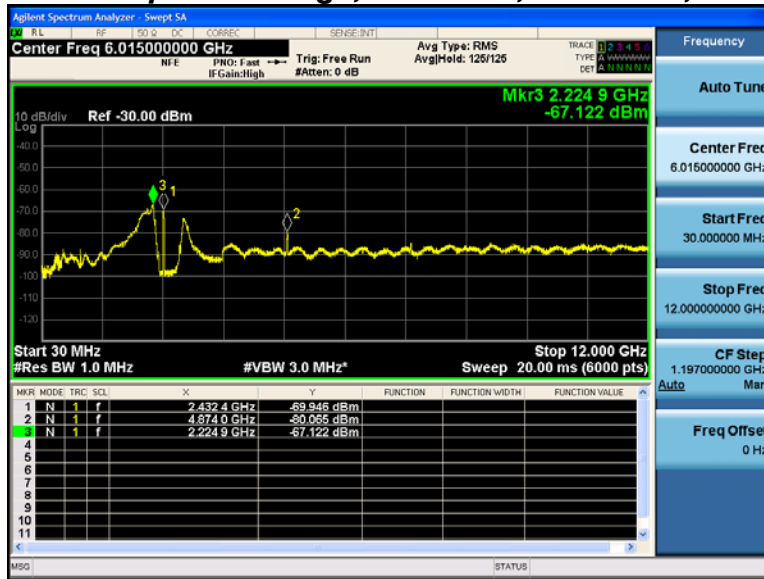 Agilent Spectrum Analyzer - Swept SA
RL RF 50 Ω DC CORREC SENSE:INT
Center Freq 6.015000000 GHz
NFE PNO: Fast Trig: Free Run
IFGain:High #Atten: 0 dB
Avg Type: RMS
Avg|Hold: 125/125
TRACE 1 2 3 4 5 6
TYPE A WWWWW
DET A N N N N N
Mkr3 2.224 9 GHz
-67.122 dBm
10 dB/div Ref -30.00 dBm
Log
-40.0
-50.0
-60.0
-70.0
-80.0
-90.0
-100
-110
-120
3 1
2
Start 30 MHz Stop 12.000 GHz
#Res BW 1.0 MHz #VBW 3.0 MHz* Sweep 20.00 ms (6000 pts)
MKR MODE TRC SCL X Y FUNCTION FUNCTION WIDTH FUNCTION VALUE
1 N 1 f 2.432 4 GHz -69.946 dBm
2 N 1 f 4.874 0 GHz -80.065 dBm
3 N 1 f 2.224 9 GHz -67.122 dBm
4
5
6
7
8
9
10
11
MSG STATUS
Frequency
Auto Tune
Center Freq
6.015000000 GHz
Start Freq
30.000000 MHz
Stop Freq
12.000000000 GHz
CF Step
1.197000000 GHz
Auto Man
Freq Offset
0 Hz